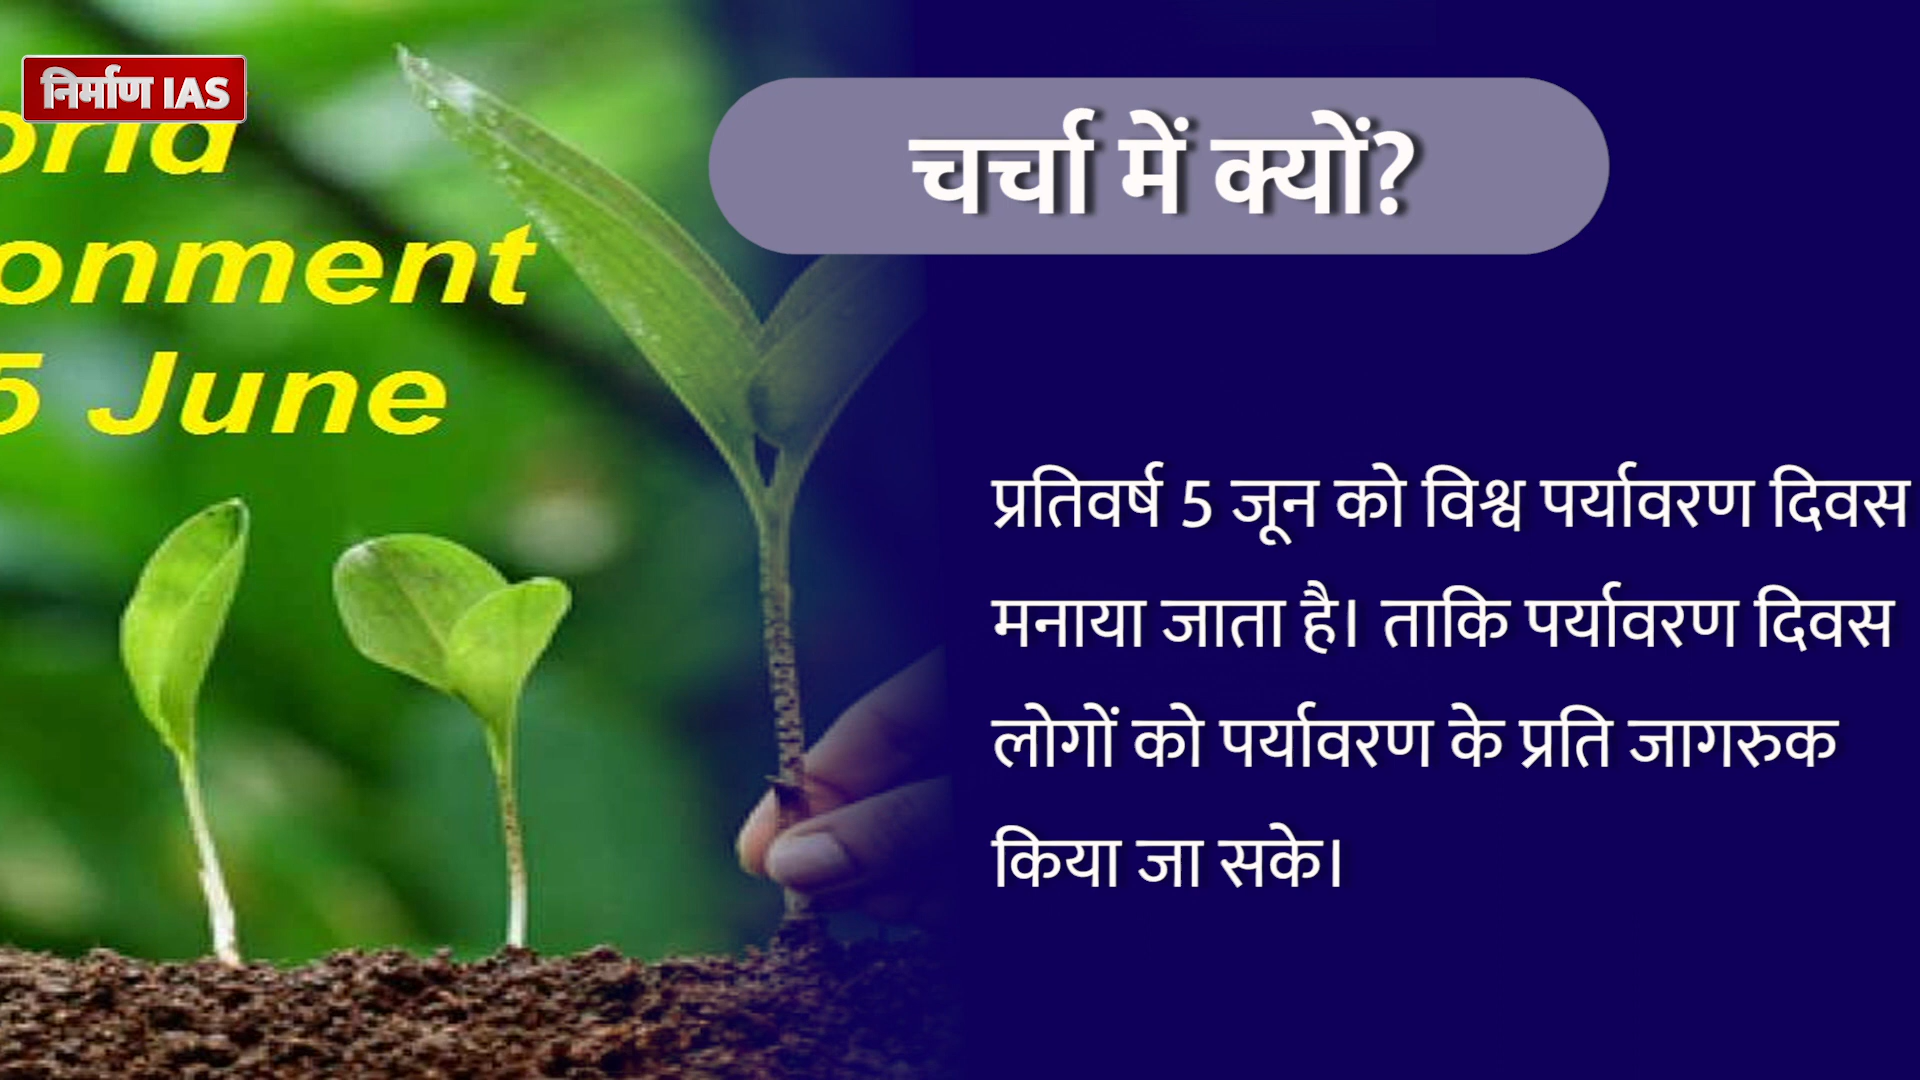 निर्माण IAS
orld
onment
5 June
चर्चा में क्यों?
प्रतिवर्ष 5 जून को विश्व पर्यावरण दिवस
मनाया जाता है। ताकि पर्यावरण दिवस
लोगों को पर्यावरण के प्रति जागरुक
किया जा सके।